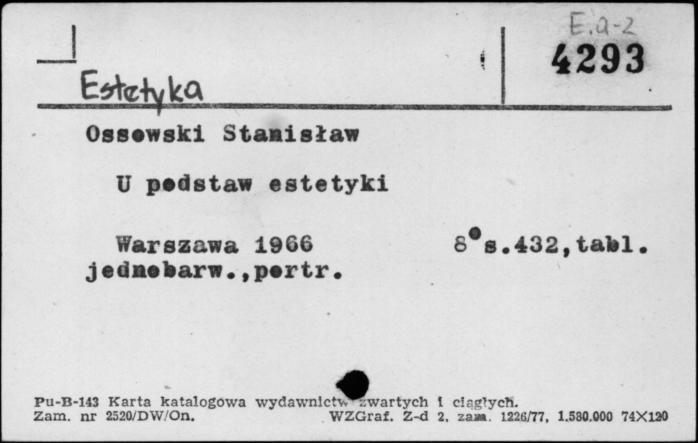 E.a-2
4293
Estetyka
Ossowski Stanisław
U podstaw estetyki
Warszawa 1966 8° s.432,tabl.
jednobarw.,portr.
Pu-B-143 Karta katalogowa wydawnictw zwartych i ciągłych.
Zam. nr 2520/DW/On. WZGraf. Z-d 2, zam. 1226/77, 1.580.000 74X120